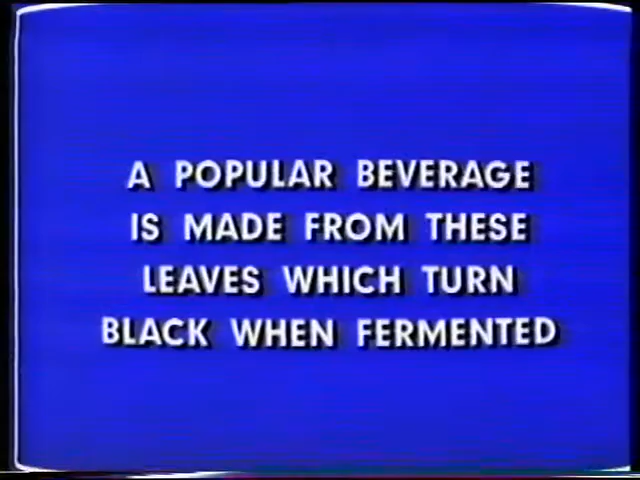 A POPULAR BEVERAGE
IS MADE FROM THESE
LEAVES WHICH TURN
BLACK WHEN FERMENTED